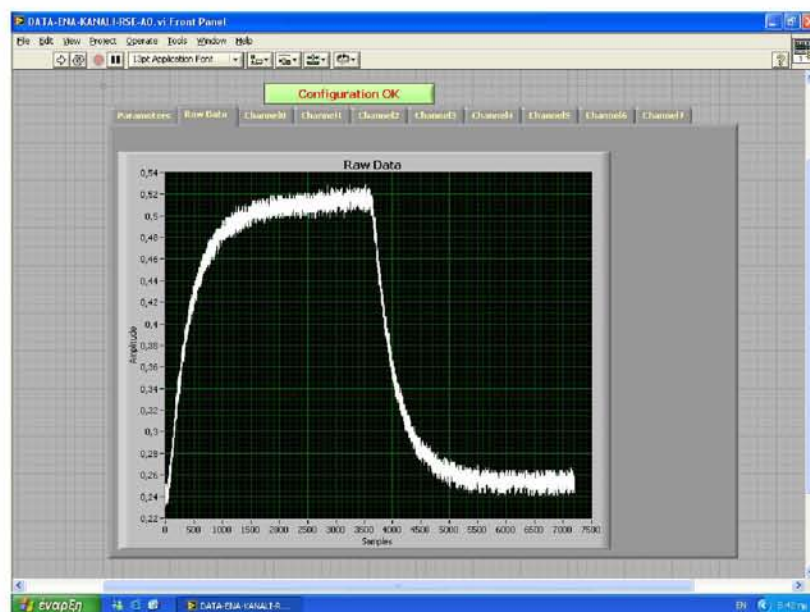 DATA-ENA-KANALI-RSE-A0.vi Front Panel
File Edit View Project Operate Tools Window Help
13pt Application Font
Configuration OK
Parameters Raw Data Channel0 Channel1 Channel2 Channel3 Channel4 Channel5 Channel6 Channel7
Raw Data
0,54
0,52
0,5
0,48
0,46
0,44
0,42
0,4
0,38
0,36
0,34
0,32
0,3
0,28
0,26
0,24
0,22
Amplitude
0 500 1000 1500 2000 2500 3000 3500 4000 4500 5000 5500 6000 6500 7000 7500
Samples
έναρξη
DATA-ENA-KANALI-R...
EN